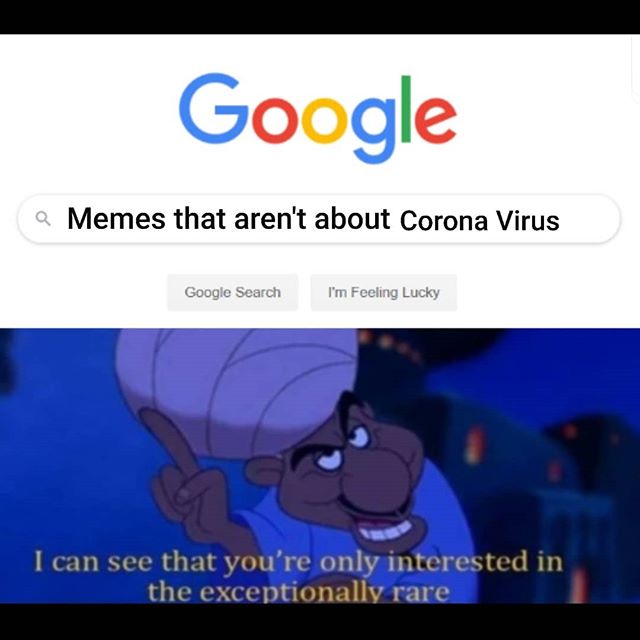 Google
Memes that aren't about Corona Virus
Google Search
I'm Feeling Lucky
I can see that you're only interested in
the exceptionally rare